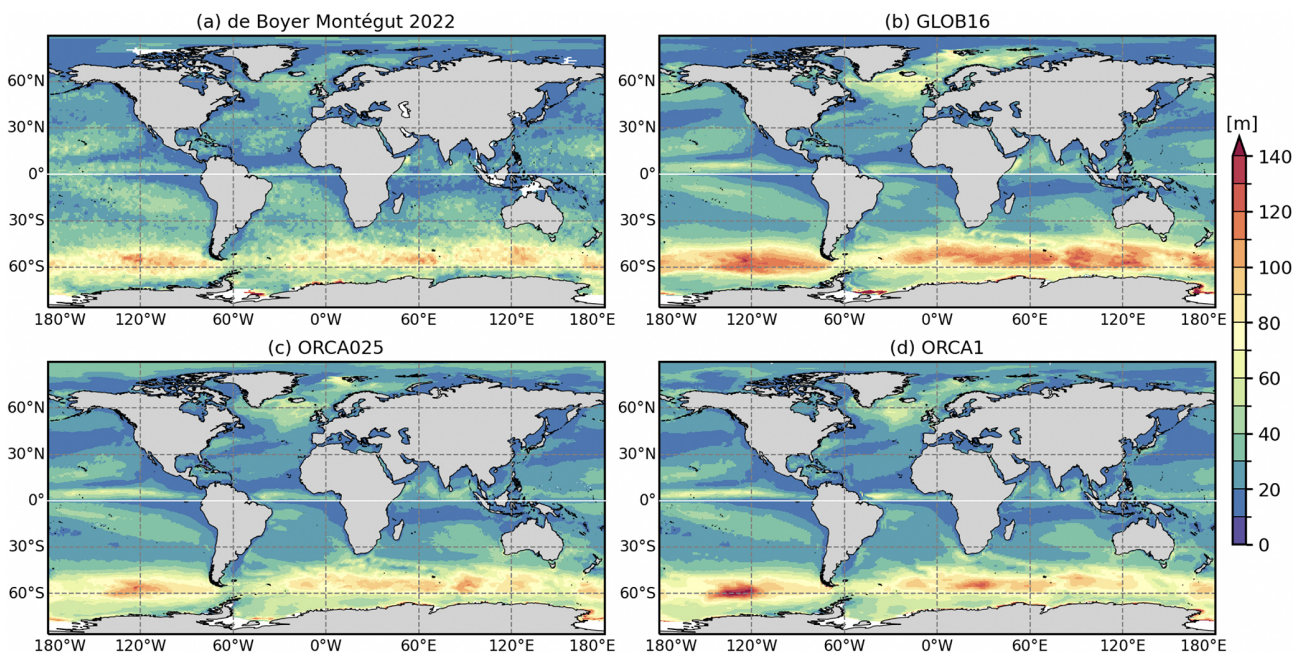 (a) de Boyer Montégut 2022
60°N
30°N
0°
30°S
60°S
180°W 120°W 60°W 0°W 60°E 120°E 180°E
(b) GLOB16
60°N
30°N
0°
30°S
60°S
180°W 120°W 60°W 0°W 60°E 120°E 180°E
(c) ORCA025
60°N
30°N
0°
30°S
60°S
180°W 120°W 60°W 0°W 60°E 120°E 180°E
(d) ORCA1
60°N
30°N
0°
30°S
60°S
180°W 120°W 60°W 0°W 60°E 120°E 180°E
[m]
140
120
100
80
60
40
20
0